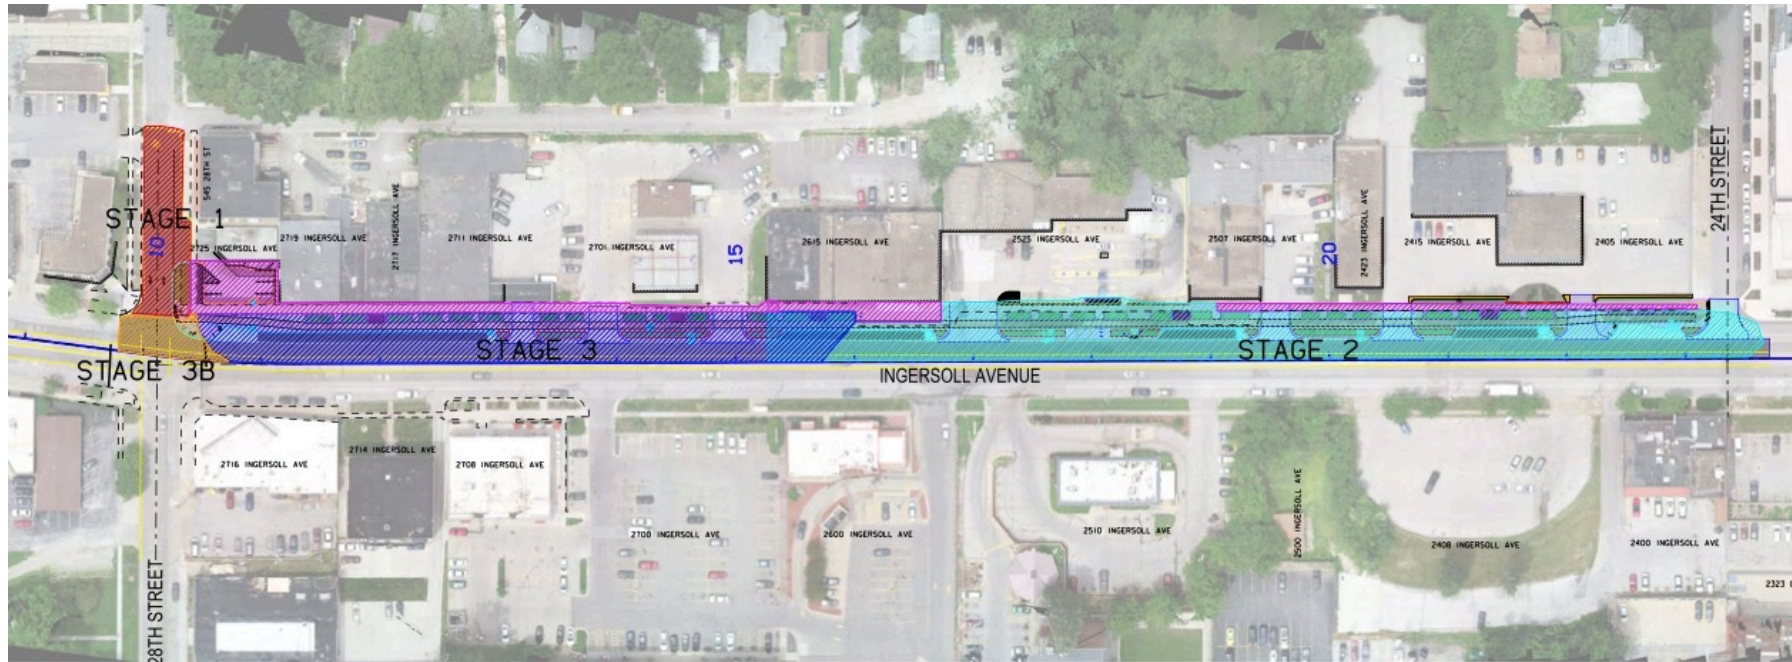 545 28TH ST
STAGE 1
10
2725 INGERSOLL AVE
2719 INGERSOLL AVE
2717 INGERSOLL AVE
2711 INGERSOLL AVE
2701 INGERSOLL AVE
15
2615 INGERSOLL AVE
2525 INGERSOLL AVE
2507 INGERSOLL AVE
20
2423 INGERSOLL AVE
2415 INGERSOLL AVE
2405 INGERSOLL AVE
24TH STREET
STAGE 3
STAGE 2
STAGE 3B
INGERSOLL AVENUE
2716 INGERSOLL AVE
2714 INGERSOLL AVE
2708 INGERSOLL AVE
2700 INGERSOLL AVE
2600 INGERSOLL AVE
2510 INGERSOLL AVE
2500 INGERSOLL AVE
2408 INGERSOLL AVE
2400 INGERSOLL AVE
2323
28TH STREET